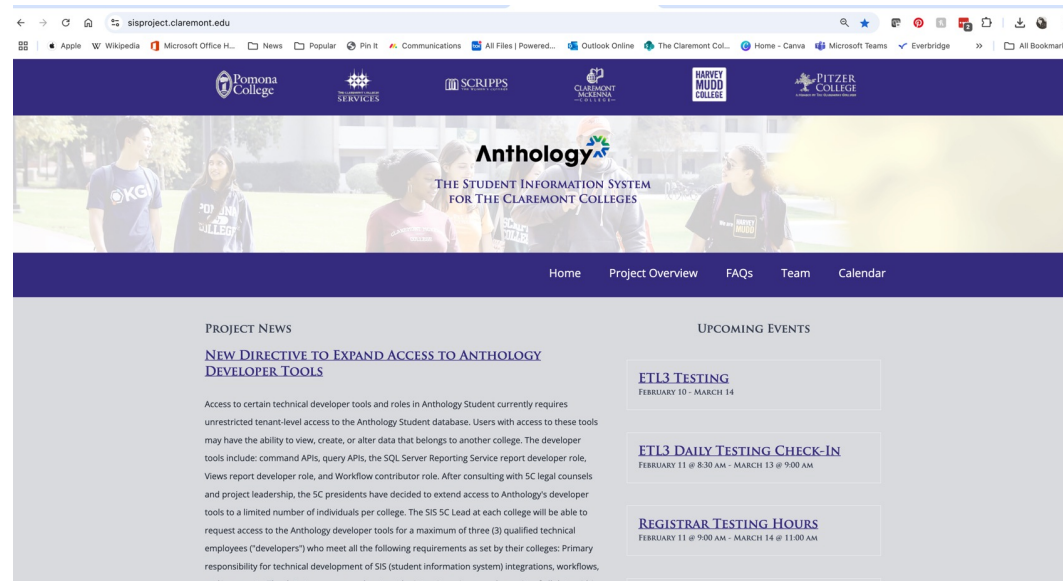 sisproject.claremont.edu
Apple
Wikipedia
Microsoft Office H...
News
Popular
Pin It
Communications
All Files | Powered...
Outlook Online
The Claremont Col...
Home - Canva
Microsoft Teams
Everbridge
»
All Bookmar
Pomona
College
SERVICES
SCRIPPS
CLAREMONT
MCKENNA
COLLEGE
HARVEY
MUDD
COLLEGE
PITZER
COLLEGE
Anthology
THE STUDENT INFORMATION SYSTEM
FOR THE CLAREMONT COLLEGES
Home Project Overview FAQs Team Calendar
PROJECT NEWS
NEW DIRECTIVE TO EXPAND ACCESS TO ANTHOLOGY
DEVELOPER TOOLS
Access to certain technical developer tools and roles in Anthology Student currently requires
unrestricted tenant-level access to the Anthology Student database. Users with access to these tools
may have the ability to view, create, or alter data that belongs to another college. The developer
tools include: command APIs, query APIs, the SQL Server Reporting Service report developer role,
Views report developer role, and Workflow contributor role. After consulting with 5C legal counsels
and project leadership, the 5C presidents have decided to extend access to Anthology's developer
tools to a limited number of individuals per college. The SIS 5C Lead at each college will be able to
request access to the Anthology developer tools for a maximum of three (3) qualified technical
employees ("developers") who meet all the following requirements as set by their colleges: Primary
responsibility for technical development of SIS (student information system) integrations, workflows,
UPCOMING EVENTS
ETL3 TESTING
FEBRUARY 10 - MARCH 14
ETL3 DAILY TESTING CHECK-IN
FEBRUARY 11 @ 8:30 AM - MARCH 13 @ 9:00 AM
REGISTRAR TESTING HOURS
FEBRUARY 11 @ 9:00 AM - MARCH 14 @ 11:00 AM